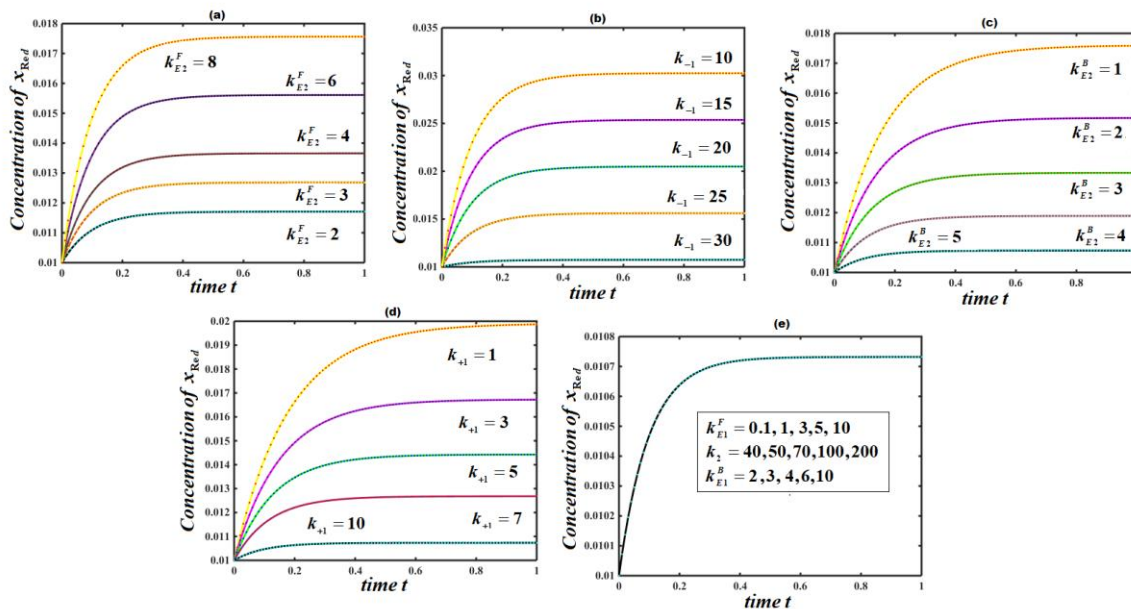 (a)
Concentration of x_Red
0.018
0.017
0.016
0.015
0.014
0.013
0.012
0.011
0.01
k^F_E2 = 8
k^F_E2 = 6
k^F_E2 = 4
k^F_E2 = 3
k^F_E2 = 2
0 0.2 0.4 0.6 0.8 1
time t
(b)
Concentration of x_Red
0.035
0.03
0.025
0.02
0.015
0.01
k_-1 = 10
k_-1 = 15
k_-1 = 20
k_-1 = 25
k_-1 = 30
0 0.2 0.4 0.6 0.8 1
time t
(c)
Concentration of x_Red
0.018
0.017
0.016
0.015
0.014
0.013
0.012
0.011
0.01
k^B_E2 = 1
k^B_E2 = 2
k^B_E2 = 3
k^B_E2 = 5
k^B_E2 = 4
0 0.2 0.4 0.6 0.8
time t
(d)
Concentration of x_Red
0.02
0.019
0.018
0.017
0.016
0.015
0.014
0.013
0.012
0.011
0.01
k_+1 = 1
k_+1 = 3
k_+1 = 5
k_+1 = 10
k_+1 = 7
0 0.2 0.4 0.6 0.8 1
time t
(e)
Concentration of x_Red
0.0108
0.0107
0.0106
0.0105
0.0104
0.0103
0.0102
0.0101
0.01
k^F_E1 = 0.1, 1, 3,5, 10
k_2 = 40,50,70,100,200
k^B_E1 = 2,3, 4,6,10
0 0.2 0.4 0.6 0.8 1
time t